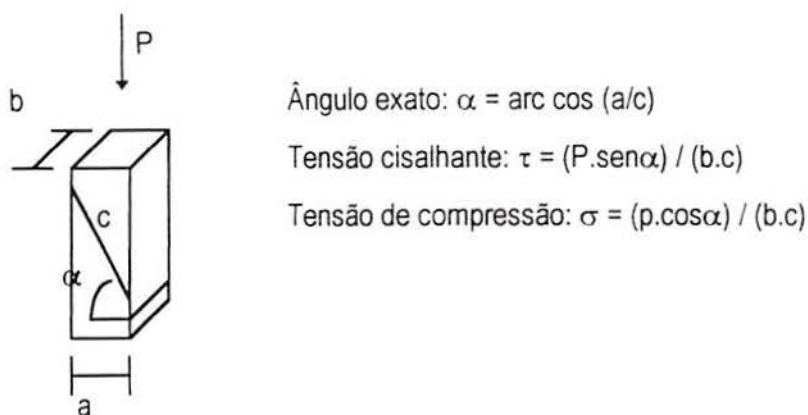 P
b
Ângulo exato: α = arc cos (a/c)
Tensão cisalhante: τ = (P.senα) / (b.c)
Tensão de compressão: σ = (p.cosα) / (b.c)
c
α
a